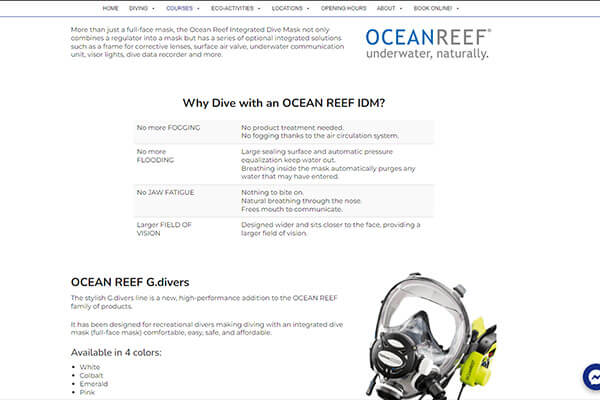 HOME DIVING COURSES ECO-ACTIVITIES LOCATIONS OPENING HOURS ABOUT BOOK ONLINE!
More than just a full-face mask, the Ocean Reef Integrated Dive Mask not only
combines a regulator into a mask but has a series of optional integrated solutions
such as a frame for corrective lenses, surface air valve, underwater communication
unit, visor lights, dive data recorder and more.
OCEANREEF®
underwater, naturally.
Why Dive with an OCEAN REEF IDM?
No more FOGGING
No product treatment needed.
No fogging thanks to the air circulation system.
No more
FLOODING
Large sealing surface and automatic pressure
equalization keep water out.
Breathing inside the mask automatically purges any
water that may have entered.
No JAW FATIGUE
Nothing to bite on.
Natural breathing through the nose.
Frees mouth to communicate.
Larger FIELD OF
VISION
Designed wider and sits closer to the face, providing a
larger field of vision.
OCEAN REEF G.divers
The stylish G.divers line is a new, high-performance addition to the OCEAN REEF
family of products.
It has been designed for recreational divers making diving with an integrated dive
mask (full-face mask) comfortable, easy, safe, and affordable.
Available in 4 colors:
White
Colbalt
Emerald
Pink